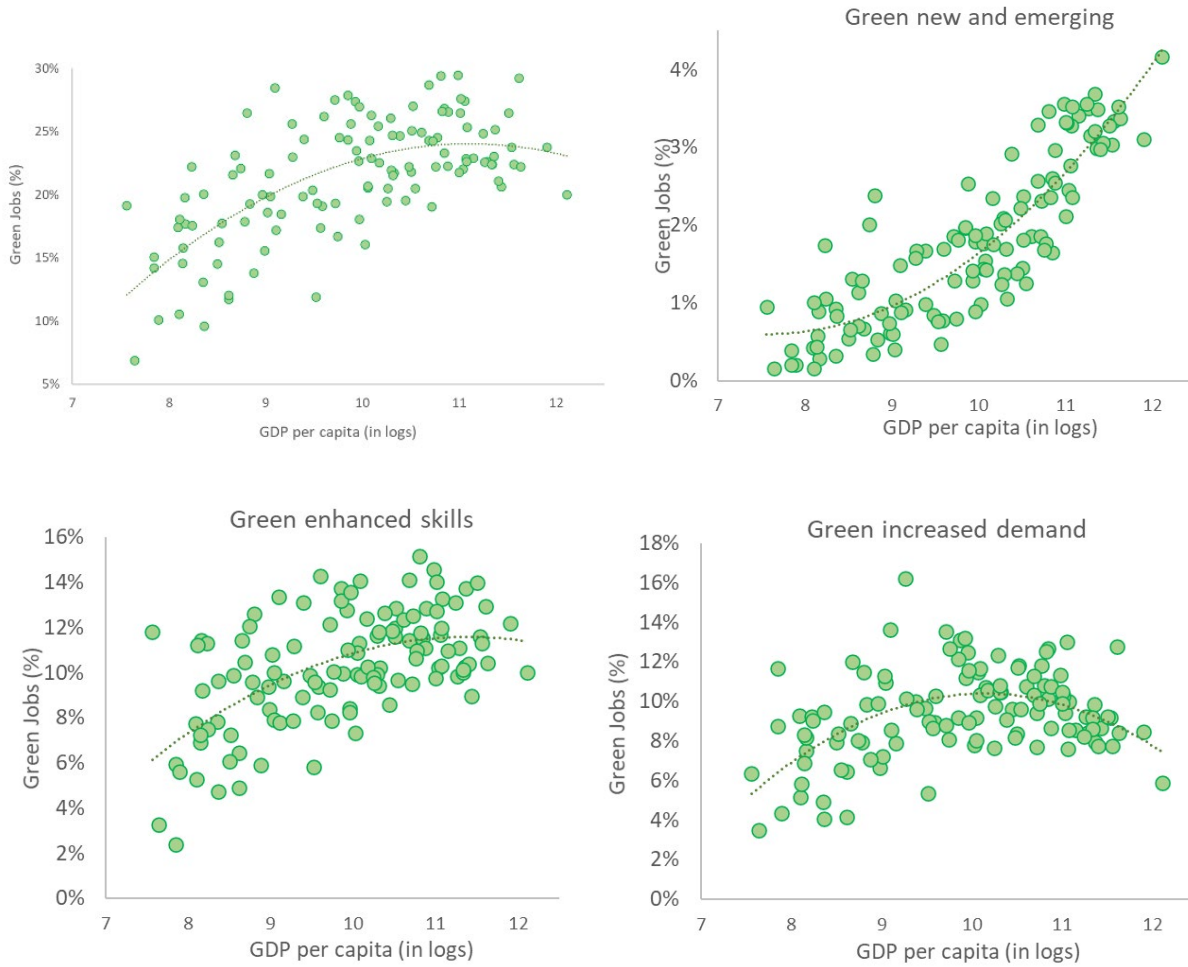 30%
25%
20%
15%
10%
5%
Green Jobs (%)
7 8 9 10 11 12
GDP per capita (in logs)
Green new and emerging
4%
3%
2%
1%
0%
Green Jobs (%)
7 8 9 10 11 12
GDP per capita (in logs)
Green enhanced skills
16%
14%
12%
10%
8%
6%
4%
2%
0%
Green Jobs (%)
7 8 9 10 11 12
GDP per capita (in logs)
Green increased demand
18%
16%
14%
12%
10%
8%
6%
4%
2%
0%
Green Jobs (%)
7 8 9 10 11 12
GDP per capita (in logs)